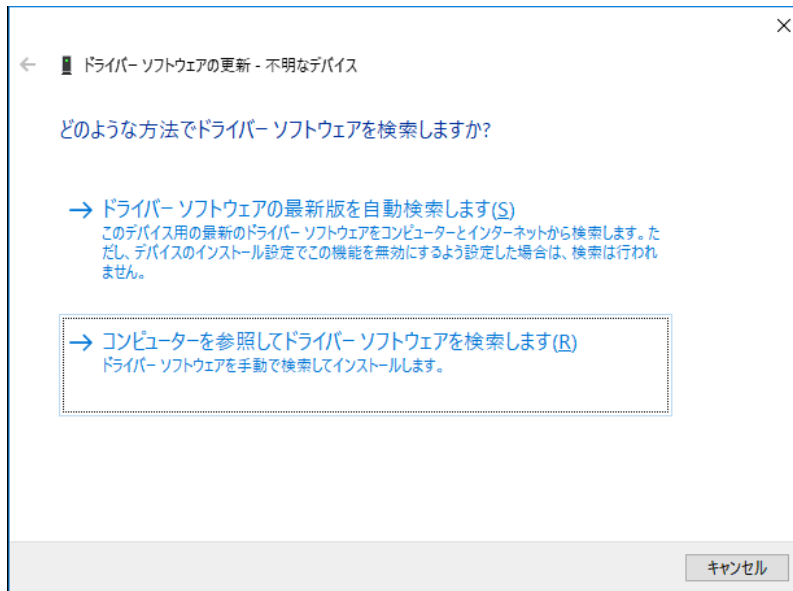 ドライバー ソフトウェアの更新 - 不明なデバイス
どのような方法でドライバー ソフトウェアを検索しますか?
ドライバー ソフトウェアの最新版を自動検索します(S)
このデバイス用の最新のドライバー ソフトウェアをコンピューターとインターネットから検索します。た
だし、デバイスのインストール設定でこの機能を無効にするよう設定した場合は、検索は行われ
ません。
コンピューターを参照してドライバー ソフトウェアを検索します(R)
ドライバー ソフトウェアを手動で検索してインストールします。
キャンセル